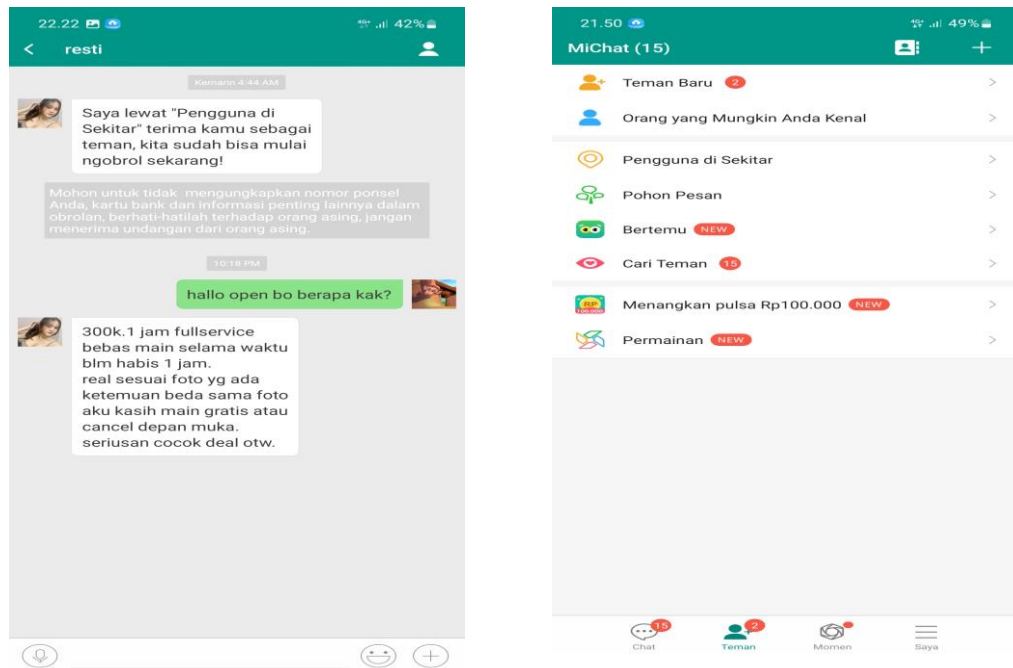 22.22
42%
resti
Kemarin 4:44 AM
Saya lewat "Pengguna di
Sekitar" terima kamu sebagai
teman, kita sudah bisa mulai
ngobrol sekarang!
Mohon untuk tidak mengungkapkan nomor ponsel
Anda, kartu bank dan informasi penting lainnya dalam
obrolan, berhati-hatilah terhadap orang asing, jangan
menerima undangan dari orang asing.
10:18 PM
hallo open bo berapa kak?
300k.1 jam fullservice
bebas main selama waktu
blm habis 1 jam.
real sesuai foto yg ada
ketemuan beda sama foto
aku kasih main gratis atau
cancel depan muka.
seriusan cocok deal otw.
21.50
49%
MiChat (15)
Teman Baru 2
Orang yang Mungkin Anda Kenal
Pengguna di Sekitar
Pohon Pesan
Bertemu NEW
Cari Teman 15
RP
100.000
Menangkan pulsa Rp100.000 NEW
Permainan NEW
15
2
Chat Teman Momen Saya